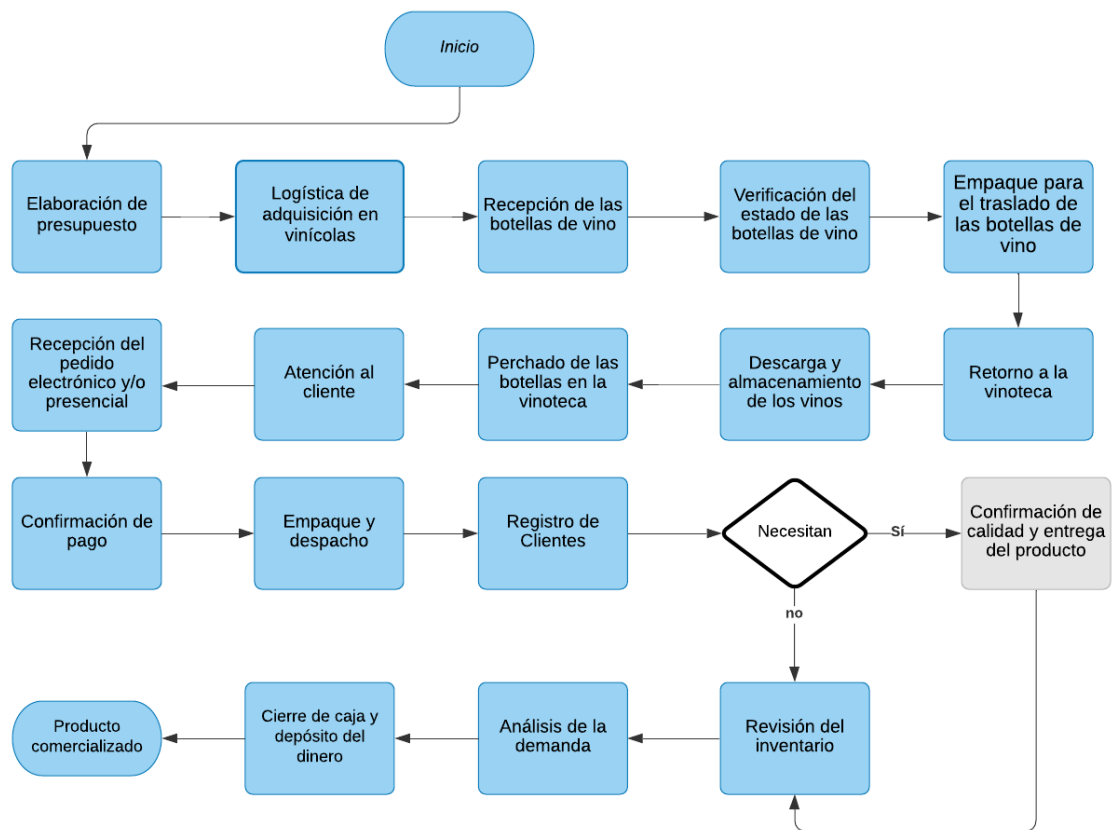 Inicio
Elaboración de
presupuesto
Logística de
adquisición en
vinícolas
Recepción de las
botellas de vino
Verificación del
estado de las
botellas de vino
Empaque para
el traslado de
las botellas de
vino
Recepción del
pedido
electrónico y/o
presencial
Atención al
cliente
Perchado de las
botellas en la
vinoteca
Descarga y
almacenamiento
de los vinos
Retorno a la
vinoteca
Confirmación de
pago
Empaque y
despacho
Registro de
Clientes
Necesitan
Sí
Confirmación de
calidad y entrega
del producto
no
Producto
comercializado
Cierre de caja y
depósito del
dinero
Análisis de la
demanda
Revisión del
inventario